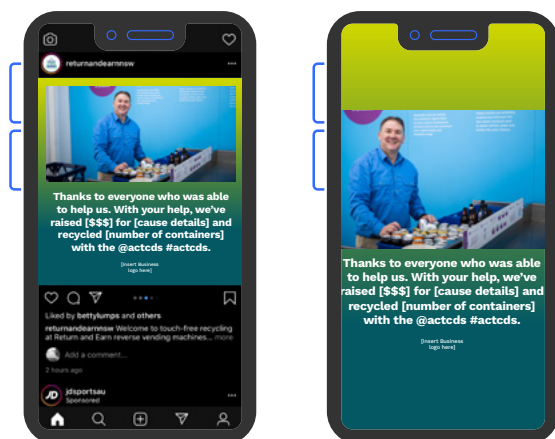 returnandearnnsw
Thanks to everyone who was able
to help us. With your help, we've
raised [$$$] for [cause details] and
recycled [number of containers]
with the @actcds #actcds.
[Insert Business
logo here]
Liked by bettylumps and others
returnandearnnsw Welcome to touch-free recycling
at Return and Earn reverse vending machines... more
Add a comment...
2 hours ago
JD
jdsportsau
Thanks to everyone who was able
to help us. With your help, we've
raised [$$$] for [cause details] and
recycled [number of containers]
with the @actcds #actcds.
[Insert Business
logo here]